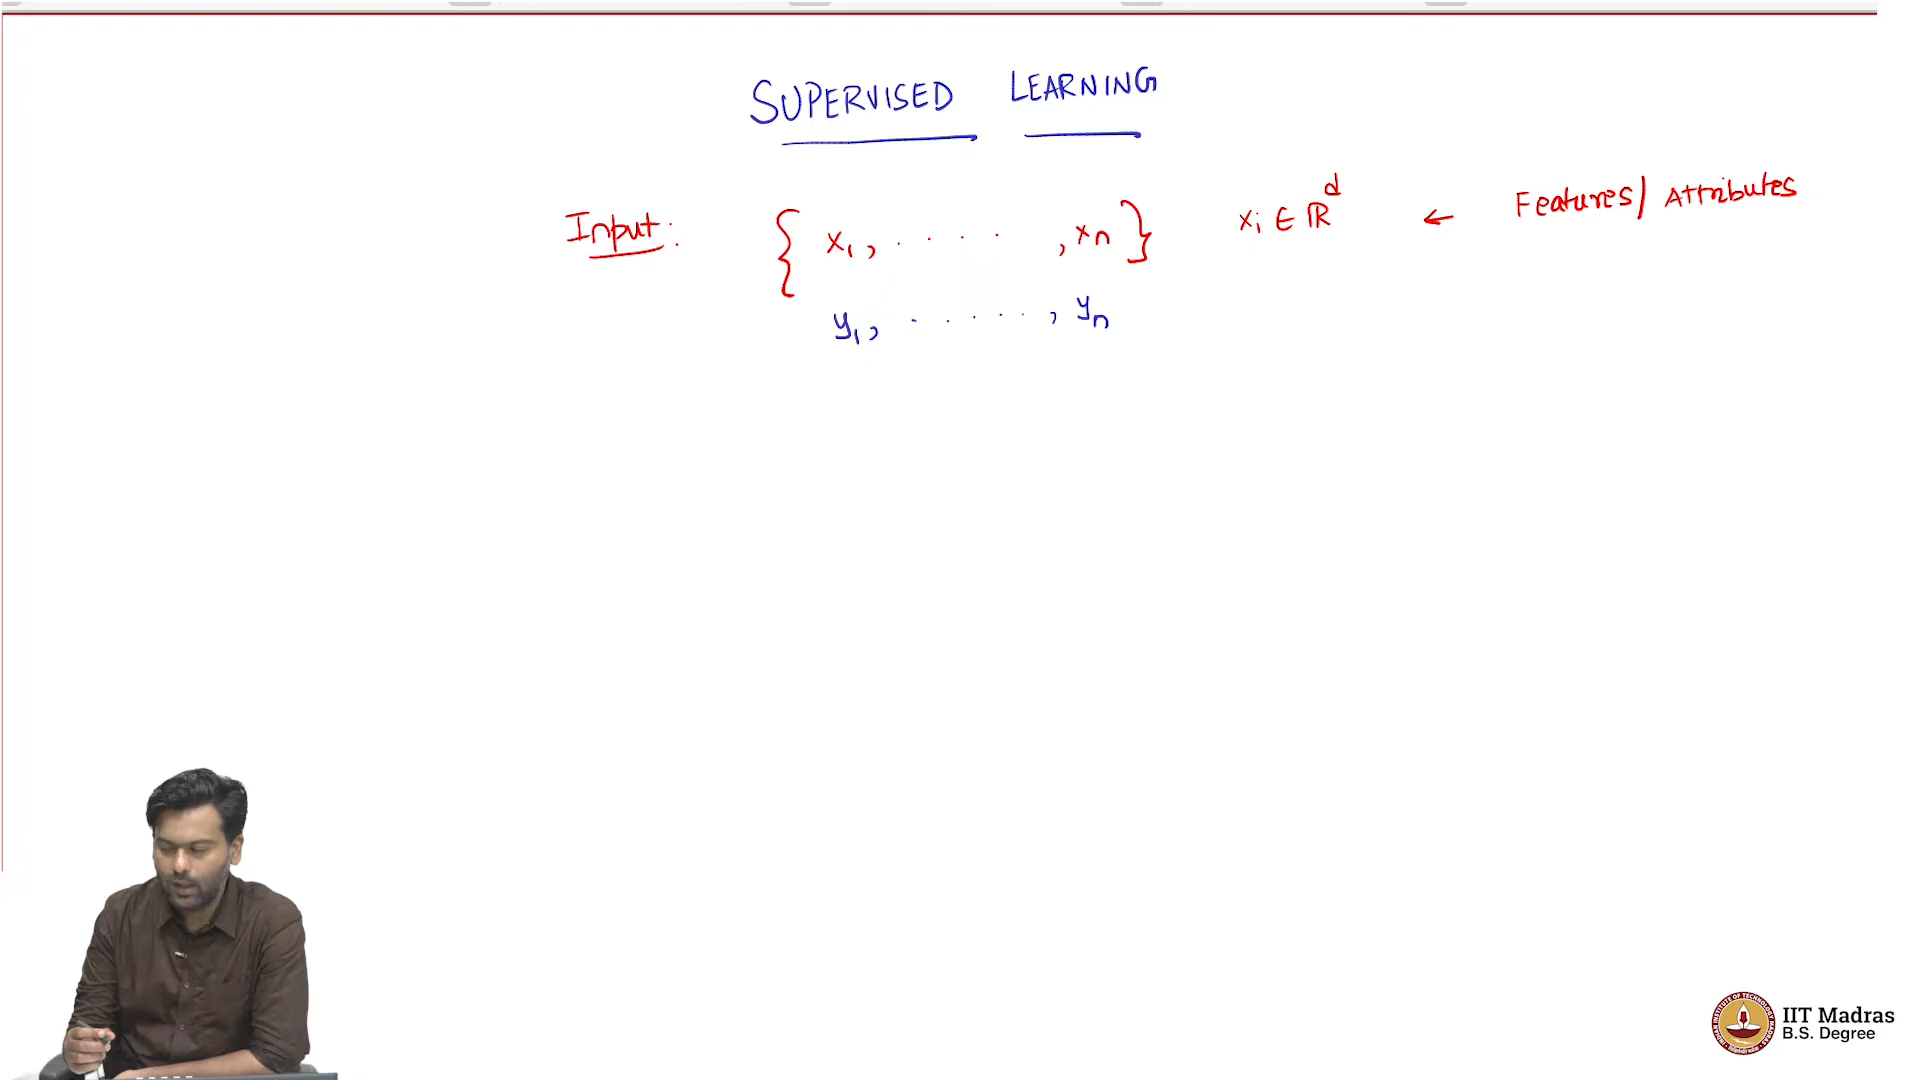 SUPERVISED LEARNING
Input: { x₁, . . . . , xₙ } xᵢ ∈ ℝᵈ ← Features/ Attributes
y₁, . . . . . , yₙ
IIT Madras
B.S. Degree